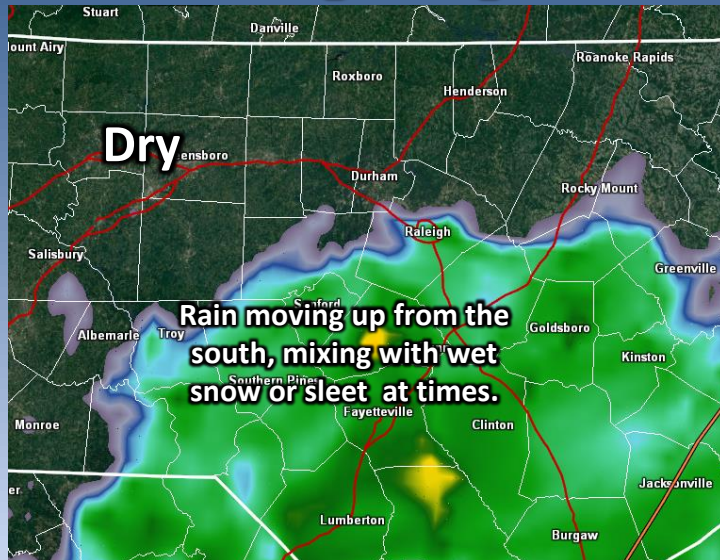 Stuart
Danville
ount Airy
Roxboro
Roanoke Rapids
Henderson
Dry
ensboro
Durham
Rocky Mount
Raleigh
Salisbury
Greenville
Rain moving up from the
south, mixing with wet
snow or sleet at times.
Albemarle
Troy
Goldsboro
Kinston
Southern Pines
Fayetteville
Clinton
Monroe
er
Jacksonville
Lumberton
Burgaw